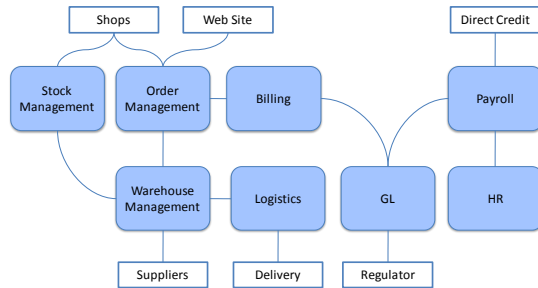 Shops
Web Site
Direct Credit
Stock
Management
Order
Management
Billing
Payroll
Warehouse
Management
Logistics
GL
HR
Suppliers
Delivery
Regulator